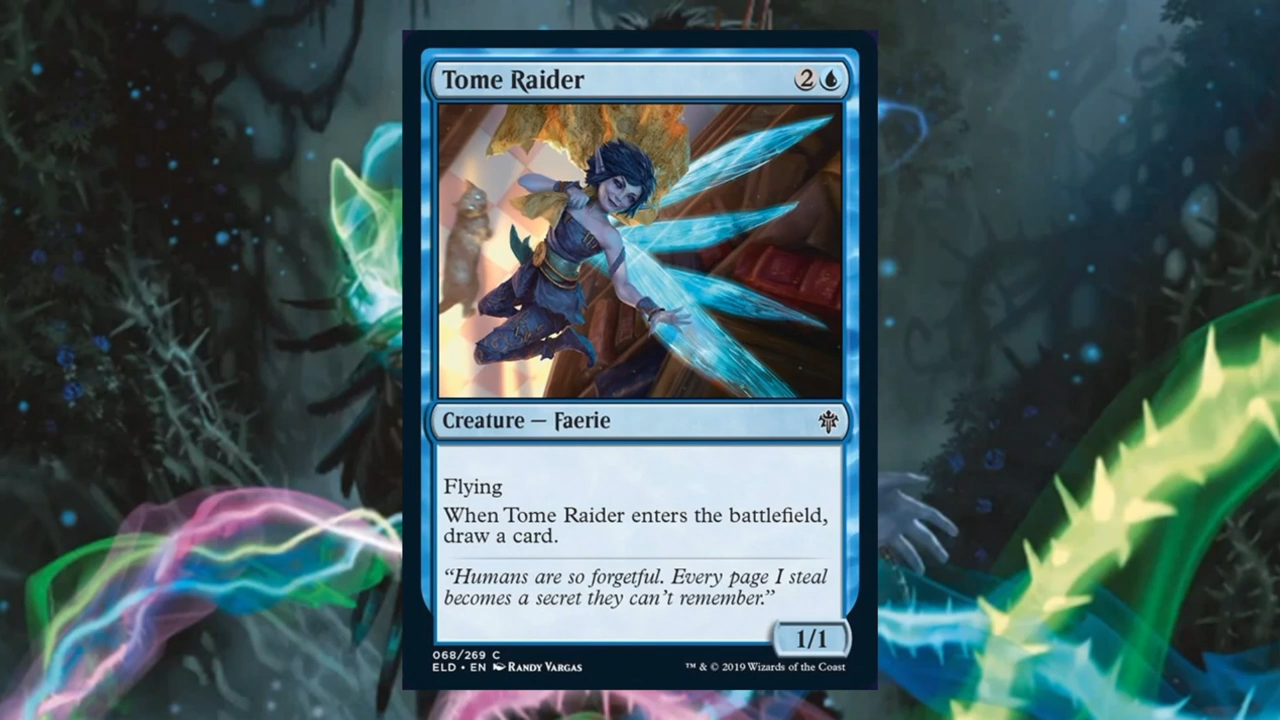 Tome Raider 2
Creature — Faerie
Flying
When Tome Raider enters the battlefield,
draw a card.
“Humans are so forgetful. Every page I steal
becomes a secret they can’t remember.”
1/1
068/269 C
ELD • EN Randy Vargas
™ & © 2019 Wizards of the Coast